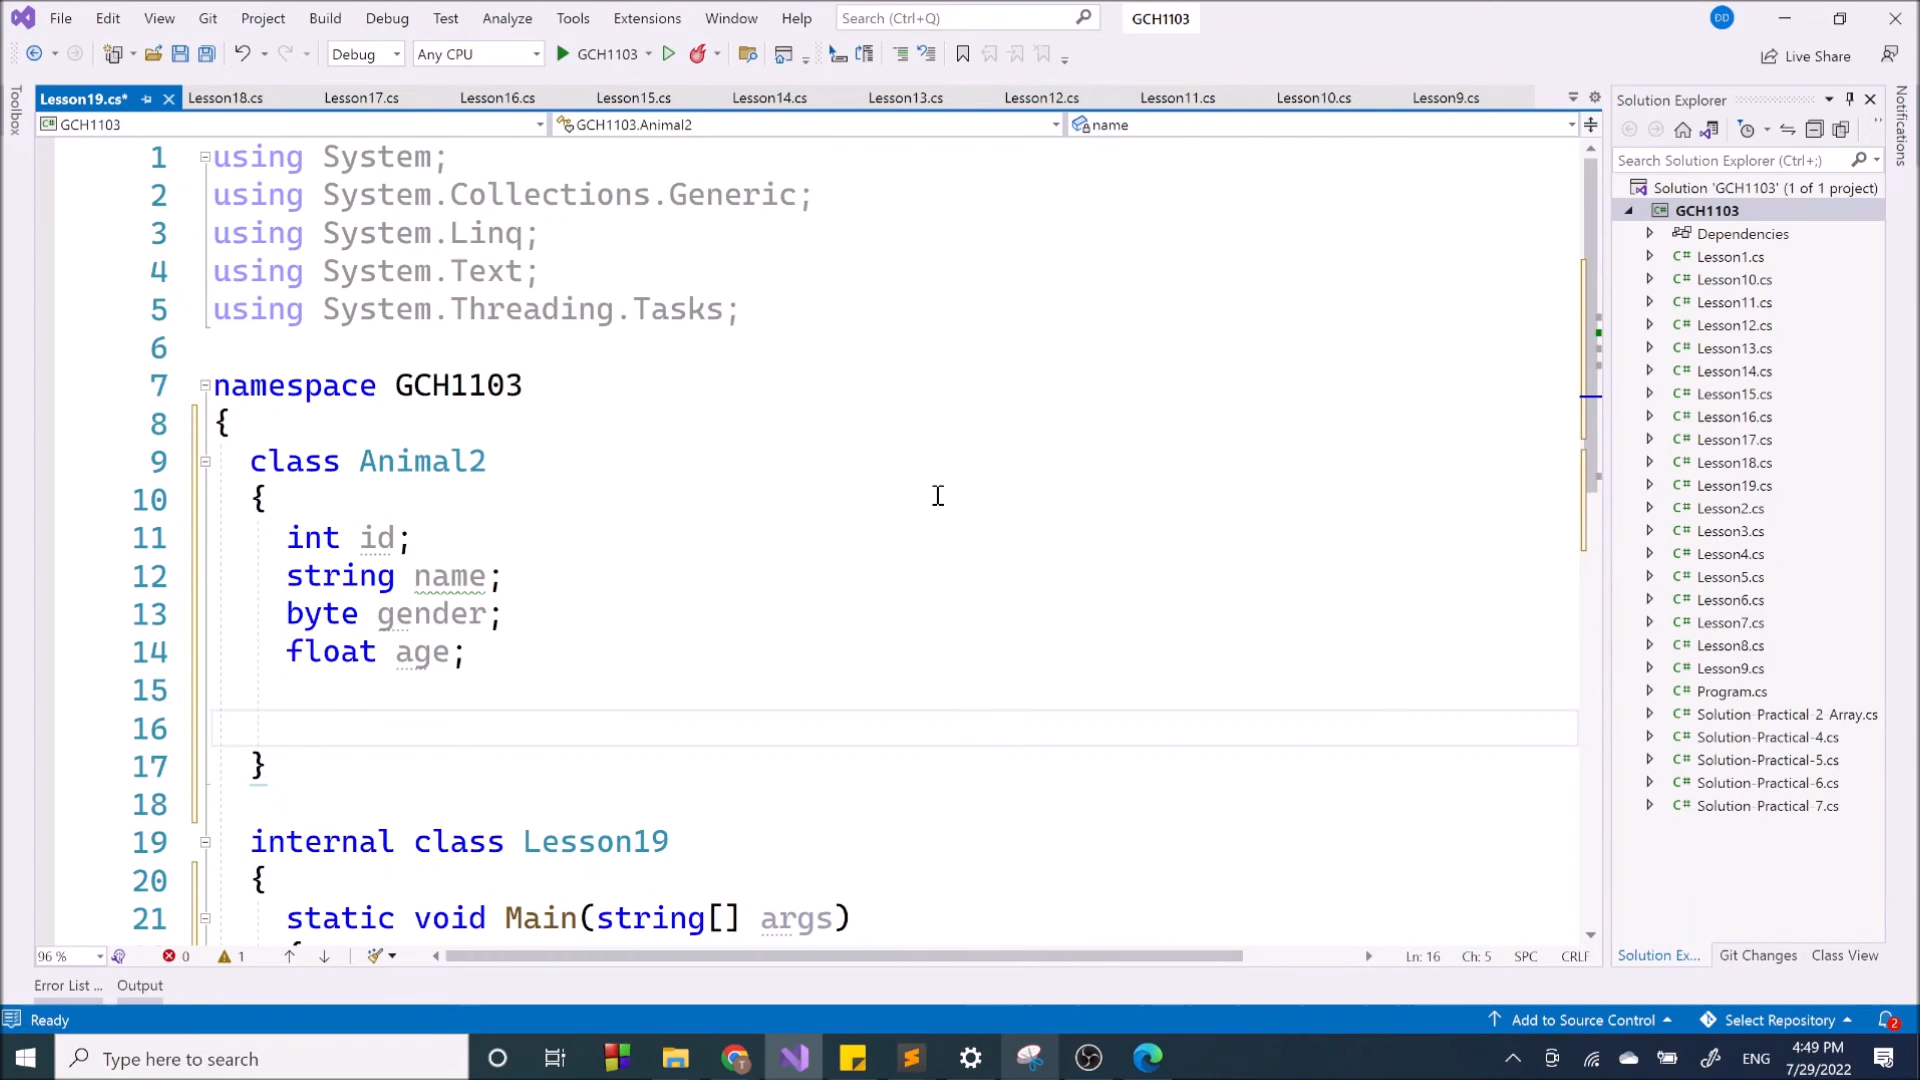 File Edit View Git Project Build Debug Test Analyze Tools Extensions Window Help Search (Ctrl+Q) GCH1103 DD
Debug Any CPU GCH1103 Live Share
Lesson19.cs* Lesson18.cs Lesson17.cs Lesson16.cs Lesson15.cs Lesson14.cs Lesson13.cs Lesson12.cs Lesson11.cs Lesson10.cs Lesson9.cs
C# GCH1103 GCH1103.Animal2 name
Toolbox
1 using System;
2 using System.Collections.Generic;
3 using System.Linq;
4 using System.Text;
5 using System.Threading.Tasks;
6
7 namespace GCH1103
8 {
9 class Animal2
10 {
11 int id;
12 string name;
13 byte gender;
14 float age;
15
16
17 }
18
19 internal class Lesson19
20 {
21 static void Main(string[] args)
96 % 0 1 Ln: 16 Ch: 5 SPC CRLF
Error List ... Output
Solution Explorer
Search Solution Explorer (Ctrl+;)
Solution 'GCH1103' (1 of 1 project)
C# GCH1103
Dependencies
C# Lesson1.cs
C# Lesson10.cs
C# Lesson11.cs
C# Lesson12.cs
C# Lesson13.cs
C# Lesson14.cs
C# Lesson15.cs
C# Lesson16.cs
C# Lesson17.cs
C# Lesson18.cs
C# Lesson19.cs
C# Lesson2.cs
C# Lesson3.cs
C# Lesson4.cs
C# Lesson5.cs
C# Lesson6.cs
C# Lesson7.cs
C# Lesson8.cs
C# Lesson9.cs
C# Program.cs
C# Solution-Practical-2-Array.cs
C# Solution-Practical-4.cs
C# Solution-Practical-5.cs
C# Solution-Practical-6.cs
C# Solution-Practical-7.cs
Solution Ex... Git Changes Class View
Notifications
Ready Add to Source Control Select Repository 2
Type here to search ENG 4:49 PM
7/29/2022